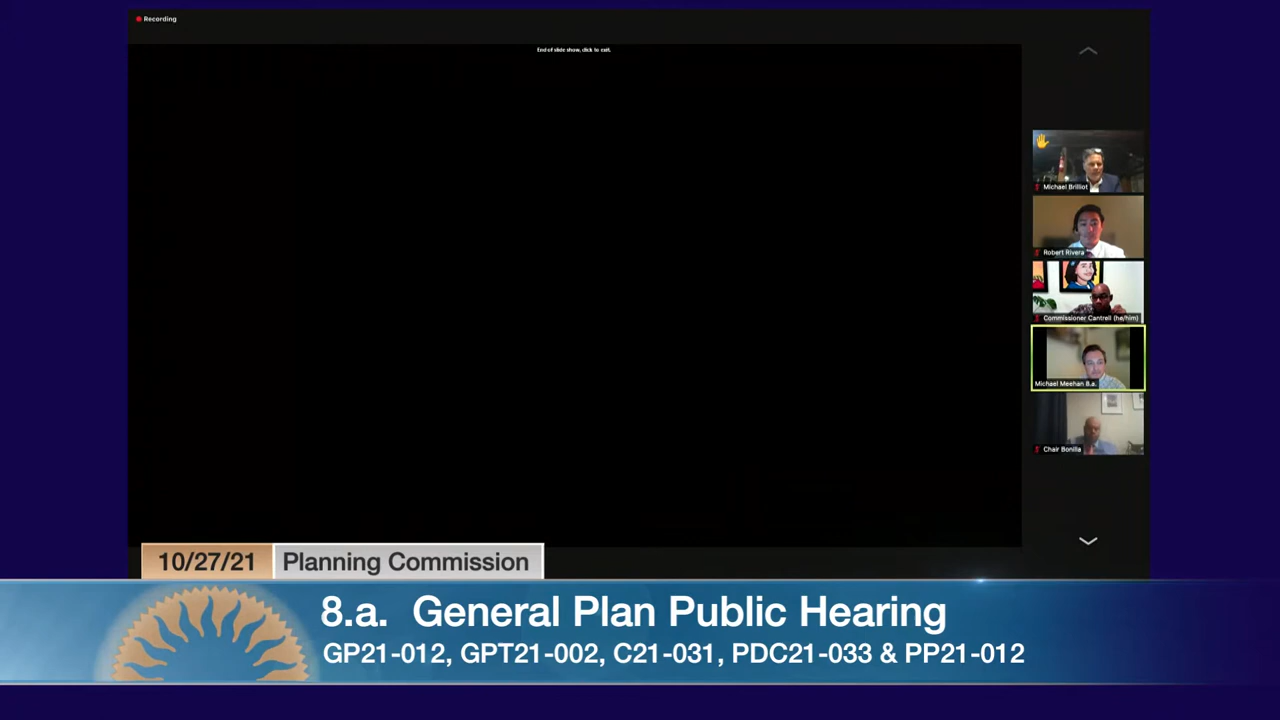 Recording
End of slide show, click to exit.
Michael Brilliot
Robert Rivera
Commissioner Cantrell (he/him)
Michael Meehan 8.a.
Chair Bonilla
10/27/21 Planning Commission
8.a. General Plan Public Hearing
GP21-012, GPT21-002, C21-031, PDC21-033 & PP21-012